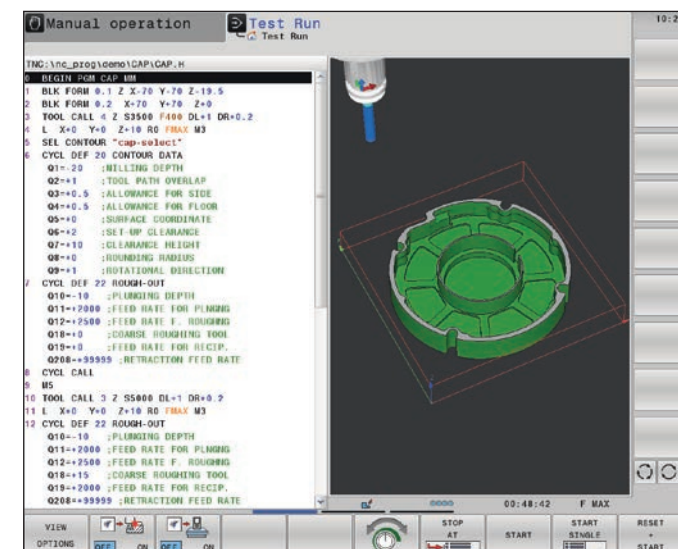 Manual operation
Test Run
Test Run
10:2
TNC:\nc_prog\demo\CAP\CAP.H
0 BEGIN PGM CAP MM
1 BLK FORM 0.1 Z X-70 Y-70 Z-19.5
2 BLK FORM 0.2 X+70 Y+70 Z+0
3 TOOL CALL 4 Z S3500 F400 DL+1 DR+0.2
4 L X+0 Y+0 Z+10 R0 FMAX M3
5 SEL CONTOUR "cap-select"
6 CYCL DEF 20 CONTOUR DATA
Q1=-20 ;MILLING DEPTH
Q2=+1 ;TOOL PATH OVERLAP
Q3=+0.5 ;ALLOWANCE FOR SIDE
Q4=+0.5 ;ALLOWANCE FOR FLOOR
Q5=+0 ;SURFACE COORDINATE
Q6=+2 ;SET-UP CLEARANCE
Q7=+10 ;CLEARANCE HEIGHT
Q8=+0 ;ROUNDING RADIUS
Q9=+1 ;ROTATIONAL DIRECTION
7 CYCL DEF 22 ROUGH-OUT
Q10=-10 ;PLUNGING DEPTH
Q11=+2000 ;FEED RATE FOR PLNGNG
Q12=+2500 ;FEED RATE F. ROUGHNG
Q18=+0 ;COARSE ROUGHING TOOL
Q19=+0 ;FEED RATE FOR RECIP.
Q208=+99999 ;RETRACTION FEED RATE
8 CYCL CALL
9 M5
10 TOOL CALL 3 Z S5000 DL+1 DR+0.2
11 L X+0 Y+0 Z+10 R0 FMAX M3
12 CYCL DEF 22 ROUGH-OUT
Q10=-10 ;PLUNGING DEPTH
Q11=+2000 ;FEED RATE FOR PLNGNG
Q12=+2500 ;FEED RATE F. ROUGHNG
Q18=+15 ;COARSE ROUGHING TOOL
Q19=+2000 ;FEED RATE FOR RECIP.
Q208=+99999 ;RETRACTION FEED RATE
00:48:42 F MAX
VIEW
OPTIONS
OFF ON
OFF ON
STOP
AT
START
START
SINGLE
RESET
+
START